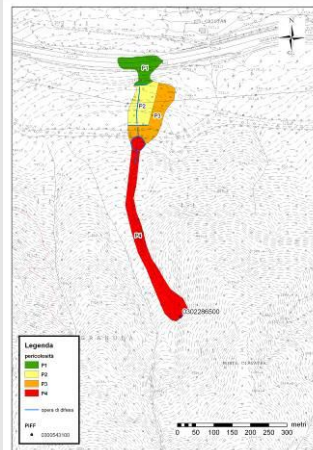 N
P1
P2
P3
P4
0302286500
Legenda
pericolosità
P1
P2
P3
P4
opera di difesa
PIFF
0300543100
metri
0 50 100 150 200 250 300